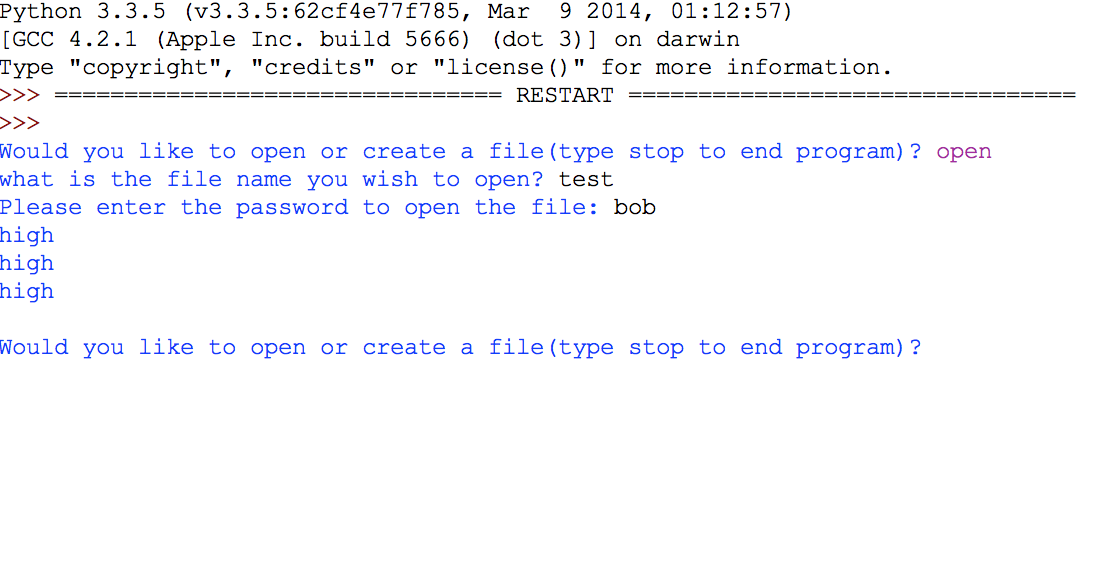 Python 3.3.5 (v3.3.5:62cf4e77f785, Mar  9 2014, 01:12:57)
[GCC 4.2.1 (Apple Inc. build 5666) (dot 3)] on darwin
Type "copyright", "credits" or "license()" for more information.
>>> ================================ RESTART ================================
>>>
Would you like to open or create a file(type stop to end program)? open
what is the file name you wish to open? test
Please enter the password to open the file: bob
high
high
high
Would you like to open or create a file(type stop to end program)?